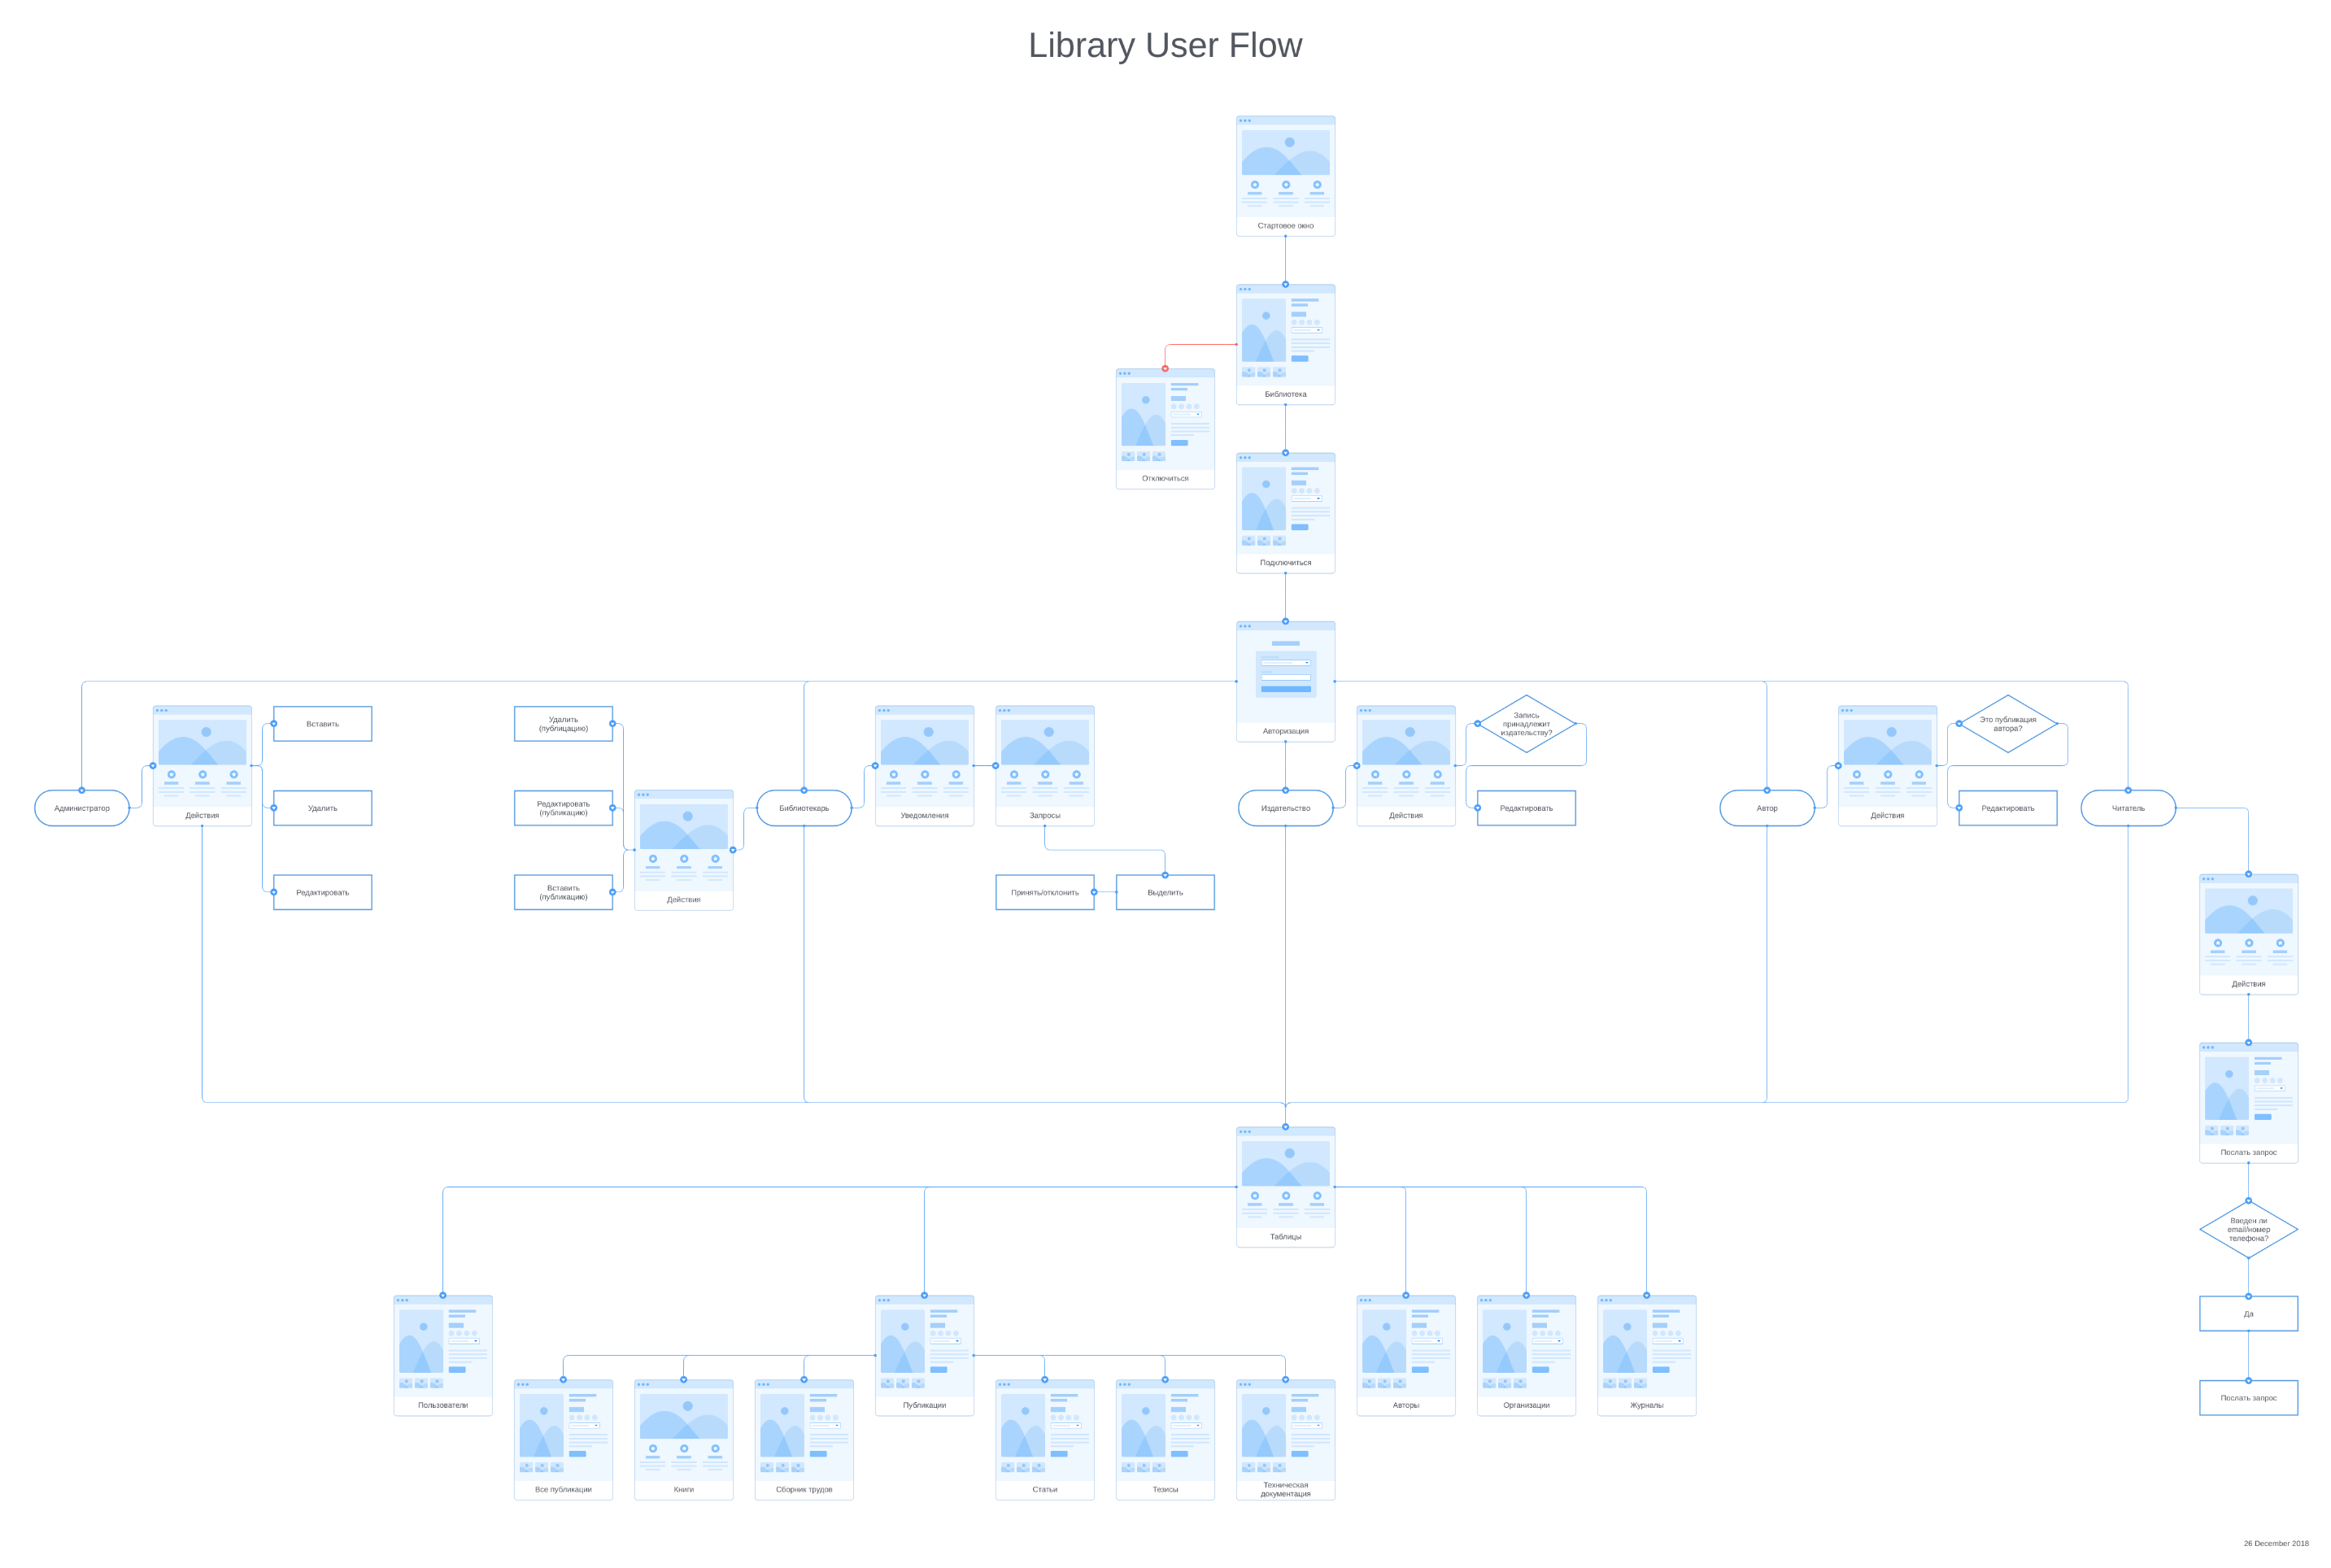 Library User Flow
Стартовое окно
Библиотека
Отключиться
Подключиться
Авторизация
Администратор
Действия
Вставить
Удалить
Редактировать
Удалить
(публицацию)
Редактировать
(публикацию)
Вставить
(публикацию)
Действия
Библиотекарь
Уведомления
Запросы
Принять/отклонить
Выделить
Издательство
Действия
Запись
принадлежит
издательству?
Редактировать
Автор
Действия
Это публикация
автора?
Редактировать
Читатель
Действия
Послать запрос
Введен ли
email/номер
телефона?
Да
Послать запрос
Таблицы
Пользователи
Публикации
Авторы
Организации
Журналы
Все публикации
Книги
Сборник трудов
Статьи
Тезисы
Техническая
документация
26 December 2018